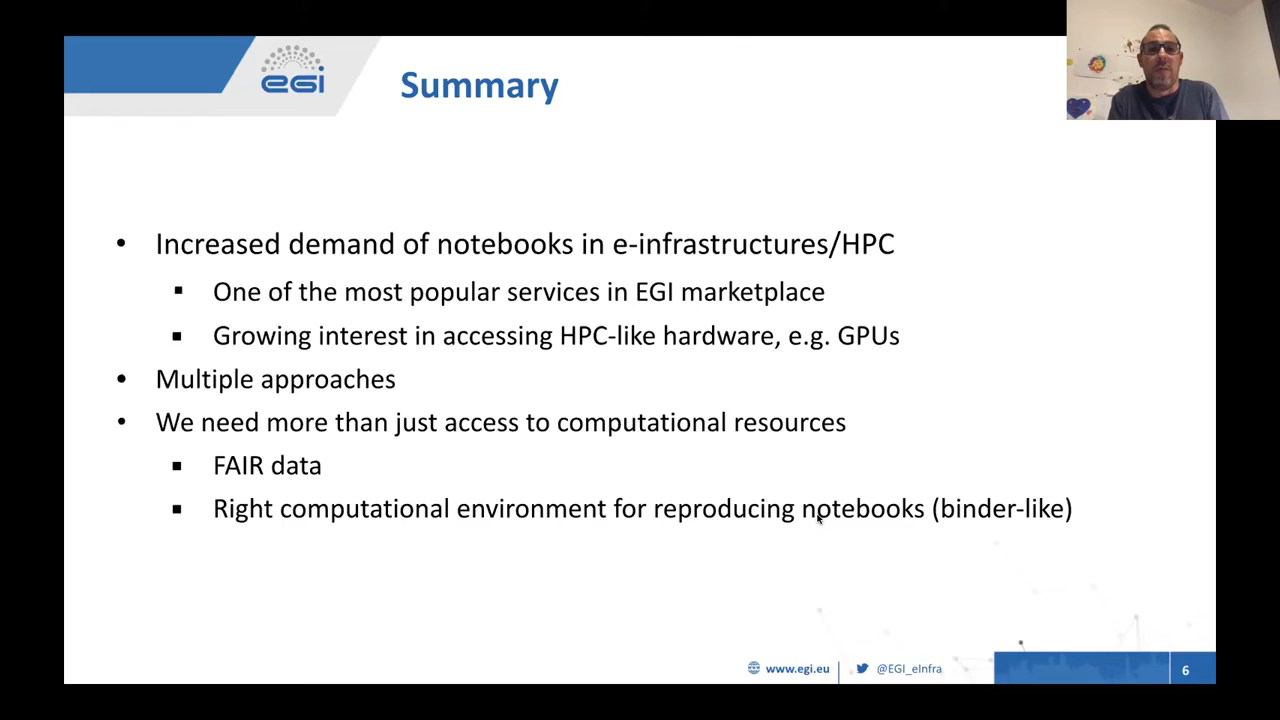 egi
Summary
• Increased demand of notebooks in e-infrastructures/HPC
▪ One of the most popular services in EGI marketplace
▪ Growing interest in accessing HPC-like hardware, e.g. GPUs
• Multiple approaches
• We need more than just access to computational resources
▪ FAIR data
▪ Right computational environment for reproducing notebooks (binder-like)
www.egi.eu @EGI_eInfra 6